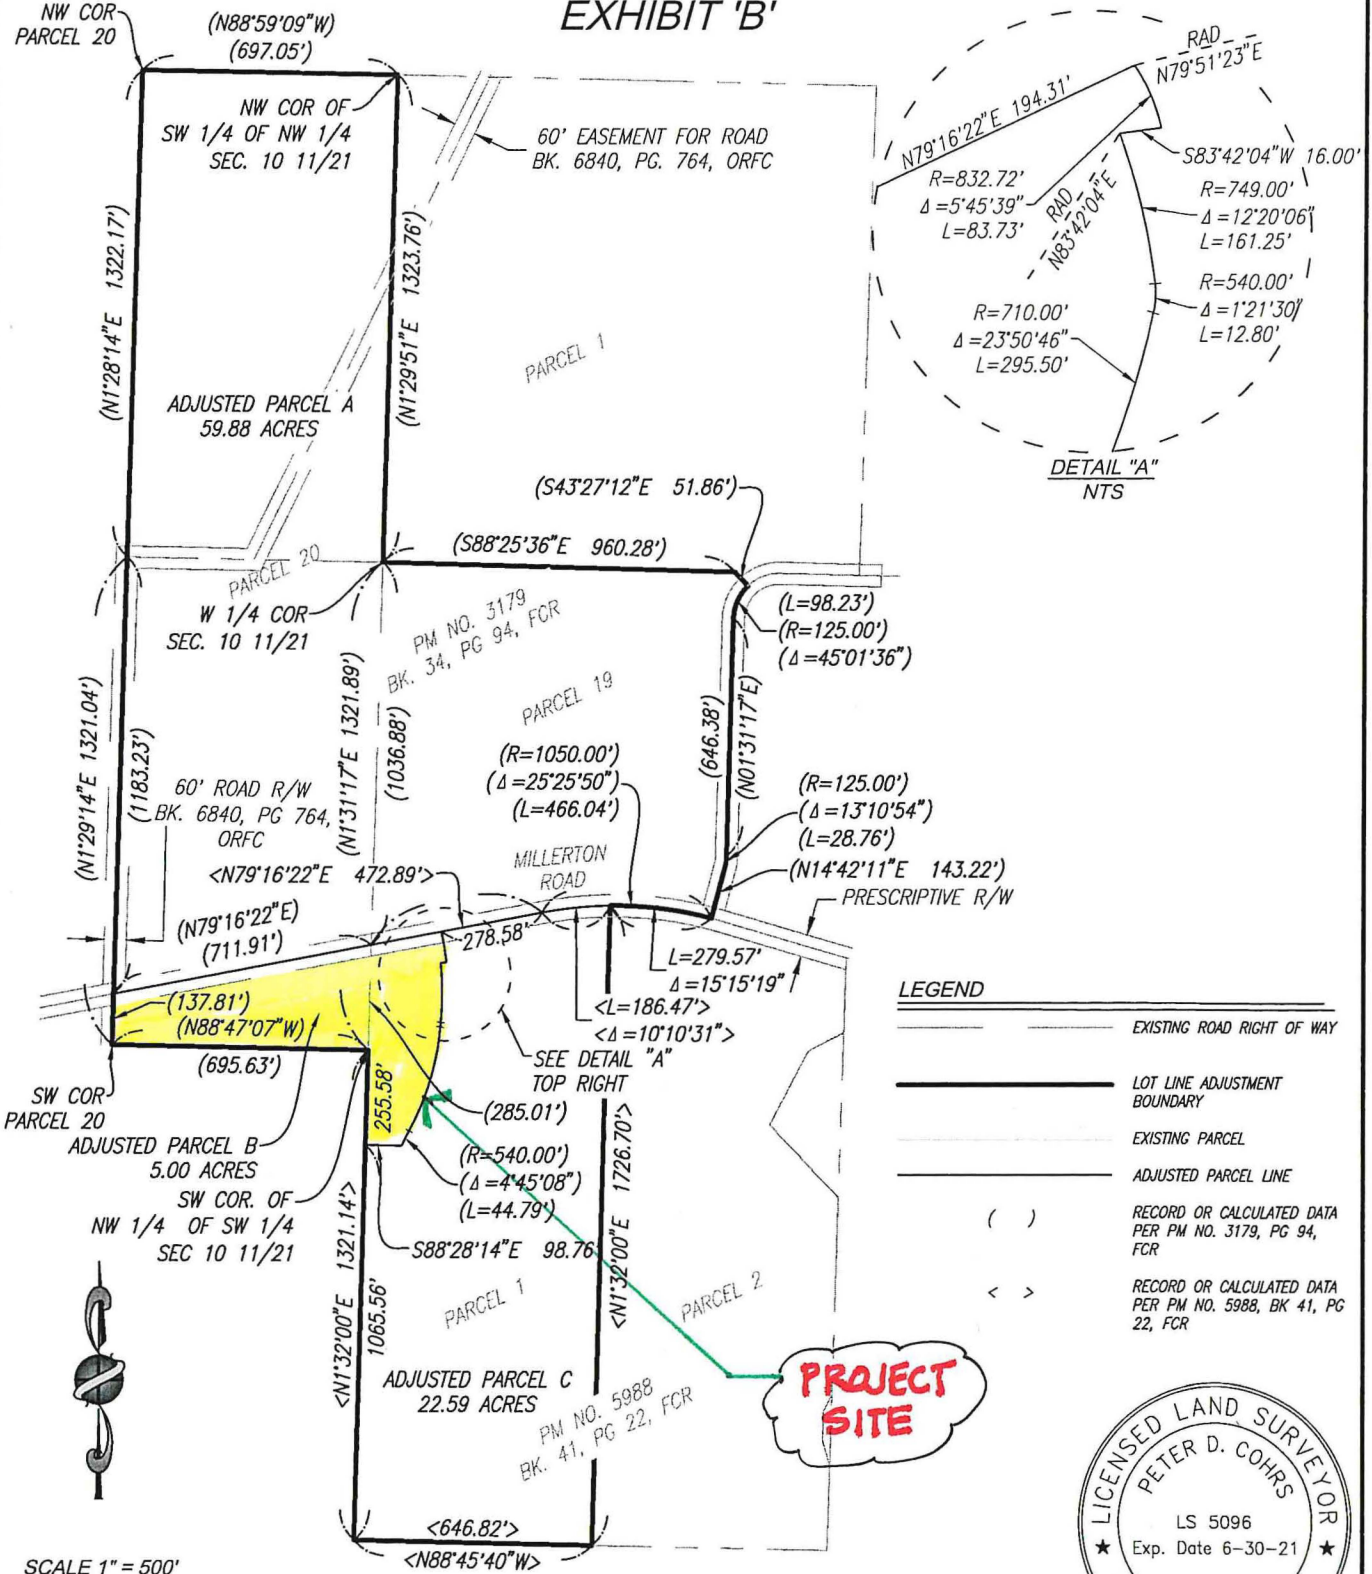 EXHIBIT 'B'
NW COR
PARCEL 20
(N88°59'09"W)
(697.05')
NW COR OF
SW 1/4 OF NW 1/4
SEC. 10 11/21
60' EASEMENT FOR ROAD
BK. 6840, PG. 764, ORFC
RAD
N79°51'23"E
N79°16'22"E 194.31'
S83°42'04"W 16.00'
R=832.72'
Δ=5°45'39"
L=83.73'
RAD
N83°42'04"E
R=749.00'
Δ=12°20'06"
L=161.25'
R=540.00'
Δ=1°21'30"
L=12.80'
R=710.00'
Δ=23°50'46"
L=295.50'
DETAIL "A"
NTS
(N1°28'14"E 1322.17')
(N1°29'51"E 1323.76')
PARCEL 1
ADJUSTED PARCEL A
59.88 ACRES
(S43°27'12"E 51.86')
(S88°25'36"E 960.28')
PARCEL 20
W 1/4 COR
SEC. 10 11/21
PM NO. 3179
BK. 34, PG 94, FCR
(L=98.23')
(R=125.00')
(Δ=45°01'36")
PARCEL 19
(N1°29'14"E 1321.04')
(1183.23')
(N1°31'17"E 1321.89')
(1036.88')
(646.38')
(N01°31'17"E)
60' ROAD R/W
BK. 6840, PG 764,
ORFC
(R=1050.00')
(Δ=25°25'50")
(L=466.04')
(R=125.00')
(Δ=13°10'54")
(L=28.76')
(N14°42'11"E 143.22')
PRESCRIPTIVE R/W
MILLERTON
ROAD
<N79°16'22"E 472.89'>
(N79°16'22"E)
(711.91')
278.58'
L=279.57'
Δ=15°15'19"
<L=186.47'>
<Δ=10°10'31">
(137.81')
(N88°47'07"W)
(695.63')
SEE DETAIL "A"
TOP RIGHT
SW COR
PARCEL 20
255.58'
(285.01')
ADJUSTED PARCEL B
5.00 ACRES
(R=540.00')
(Δ=4°45'08")
(L=44.79')
SW COR. OF
NW 1/4 OF SW 1/4
SEC 10 11/21
S88°28'14"E 98.76
<N1°32'00"E 1321.14'>
1065.56'
<N1°32'00"E 1726.70'>
PARCEL 1
PARCEL 2
ADJUSTED PARCEL C
22.59 ACRES
PM NO. 5988
BK. 41, PG 22, FCR
PROJECT
SITE
<646.82'>
<N88°45'40"W>
SCALE 1" = 500'
LEGEND
EXISTING ROAD RIGHT OF WAY
LOT LINE ADJUSTMENT
BOUNDARY
EXISTING PARCEL
ADJUSTED PARCEL LINE
( )
RECORD OR CALCULATED DATA
PER PM NO. 3179, PG 94,
FCR
< >
RECORD OR CALCULATED DATA
PER PM NO. 5988, BK 41, PG
22, FCR
LICENSED LAND SURVEYOR
PETER D. COHRS
LS 5096
Exp. Date 6-30-21